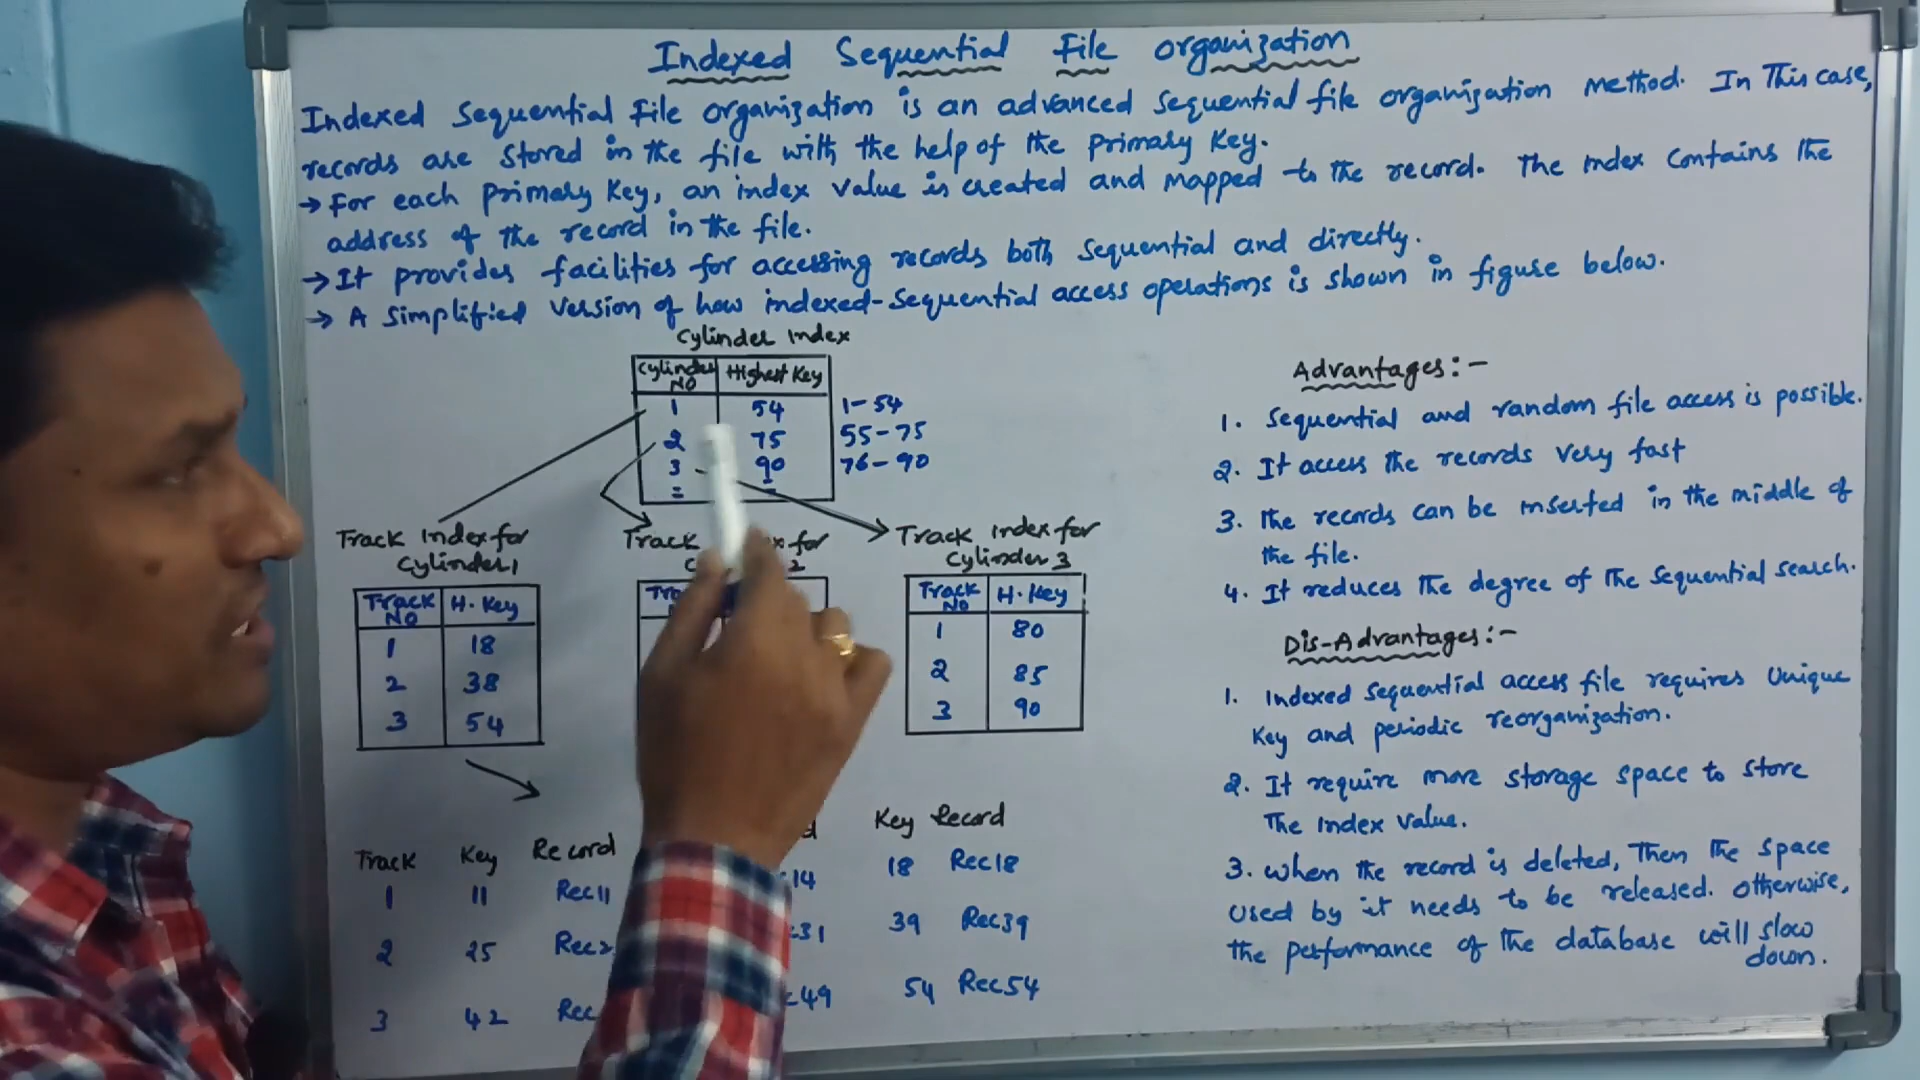 Indexed Sequential File Organization
Indexed Sequential File organization is an advanced sequential file organization method. In This case,
records are stored in the file with the help of the primary key.
→ For each primary key, an index value is created and mapped to the record. The index contains the
address of the record in the file.
→ It provides facilities for accessing records both sequential and directly.
→ A simplified version of how indexed-sequential access operations is shown in figure below.
Cylinder Index
Cylinder NO Highest Key
1 54 1-54
2 75 55-75
3 90 76-90
= =
Track Index for
Cylinder 1
Track NO H. Key
1 18
2 38
3 54
Track for
2
Track Index for
Cylinder 3
Track NO H. Key
1 80
2 85
3 90
Track Key Record Key Record
1 11 Rec11 14 18 Rec18
2 25 31 39 Rec39
3 42 Rec 49 54 Rec54
Advantages:-
1. Sequential and random file access is possible.
2. It access the records very fast
3. The records can be inserted in the middle of
the file.
4. It reduces the degree of the sequential search.
Dis-Advantages:-
1. Indexed sequential access file requires unique
key and periodic reorganization.
2. It require more storage space to store
the index value.
3. when the record is deleted, Then the space
used by it needs to be released. otherwise,
the performance of the database will slow
down.